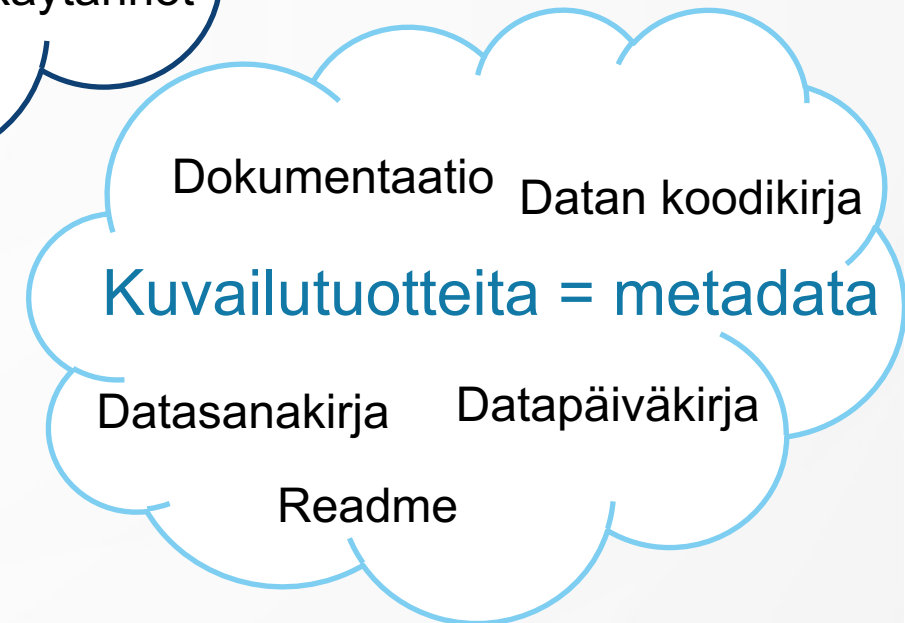 käytännöt
Dokumentaatio
Datan koodikirja
Kuvailutuotteita = metadata
Datasanakirja
Datapäiväkirja
Readme